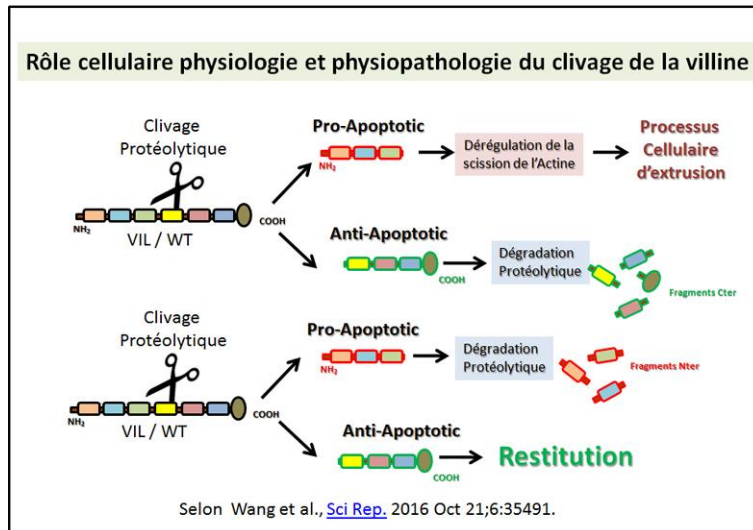 Rôle cellulaire physiologie et physiopathologie du clivage de la villine
Clivage
Protéolytique
NH2
COOH
VIL / WT
Pro-Apoptotic
NH2
Dérégulation de la
scission de l'Actine
Processus
Cellulaire
d'extrusion
Anti-Apoptotic
COOH
Dégradation
Protéolytique
Fragments Cter
Clivage
Protéolytique
NH2
COOH
VIL / WT
Pro-Apoptotic
NH2
Dégradation
Protéolytique
Fragments Nter
Anti-Apoptotic
COOH
Restitution
Selon Wang et al., Sci Rep. 2016 Oct 21;6:35491.